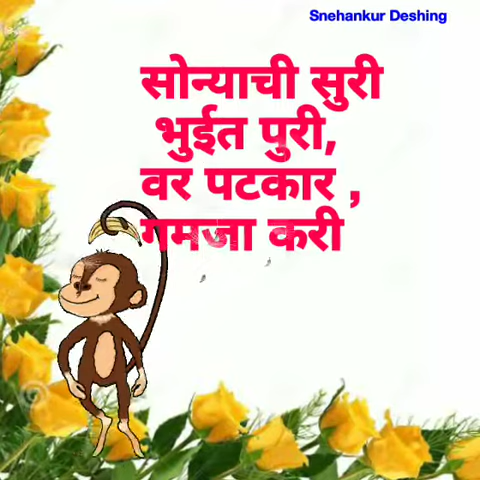 Snehankur Deshing
सोन्याची सुरी
भुईत पुरी,
वर पटकार ,
गमजा करी